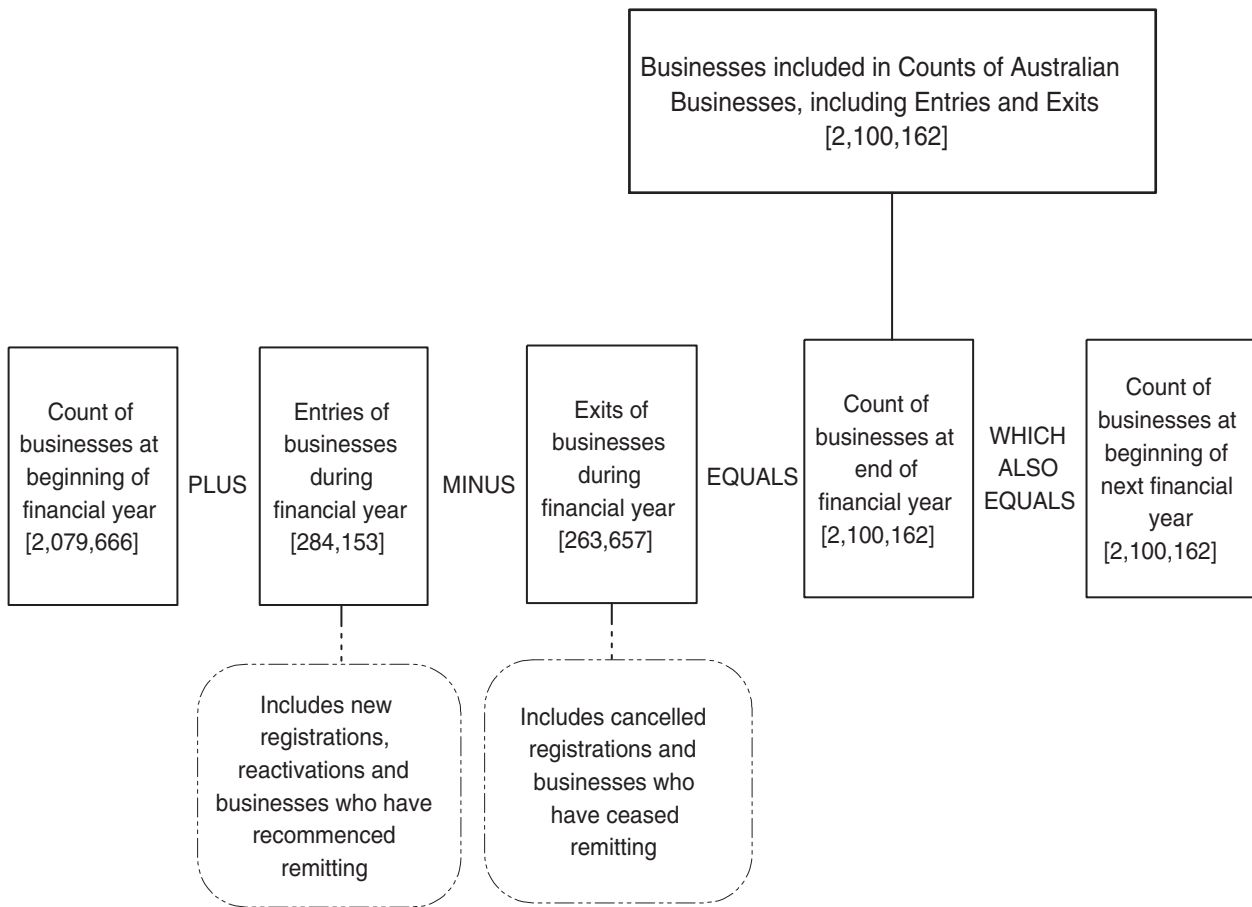 Businesses included in Counts of Australian
Businesses, including Entries and Exits
[2,100,162]
Count of
businesses at
beginning of
financial year
[2,079,666]
PLUS
Entries of
businesses
during
financial year
[284,153]
MINUS
Exits of
businesses
during
financial year
[263,657]
EQUALS
Count of
businesses at
end of
financial year
[2,100,162]
WHICH
ALSO
EQUALS
Count of
businesses at
beginning of
next financial
year
[2,100,162]
Includes new
registrations,
reactivations and
businesses who have
recommenced
remitting
Includes cancelled
registrations and
businesses who
have ceased
remitting